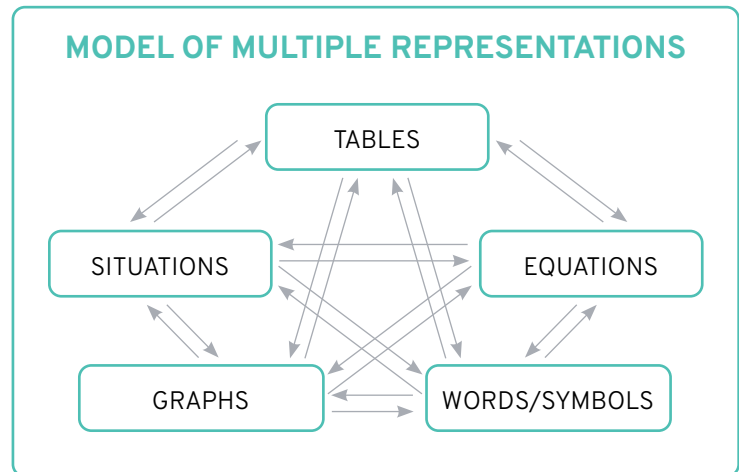 MODEL OF MULTIPLE REPRESENTATIONS
TABLES
SITUATIONS
EQUATIONS
GRAPHS
WORDS/SYMBOLS